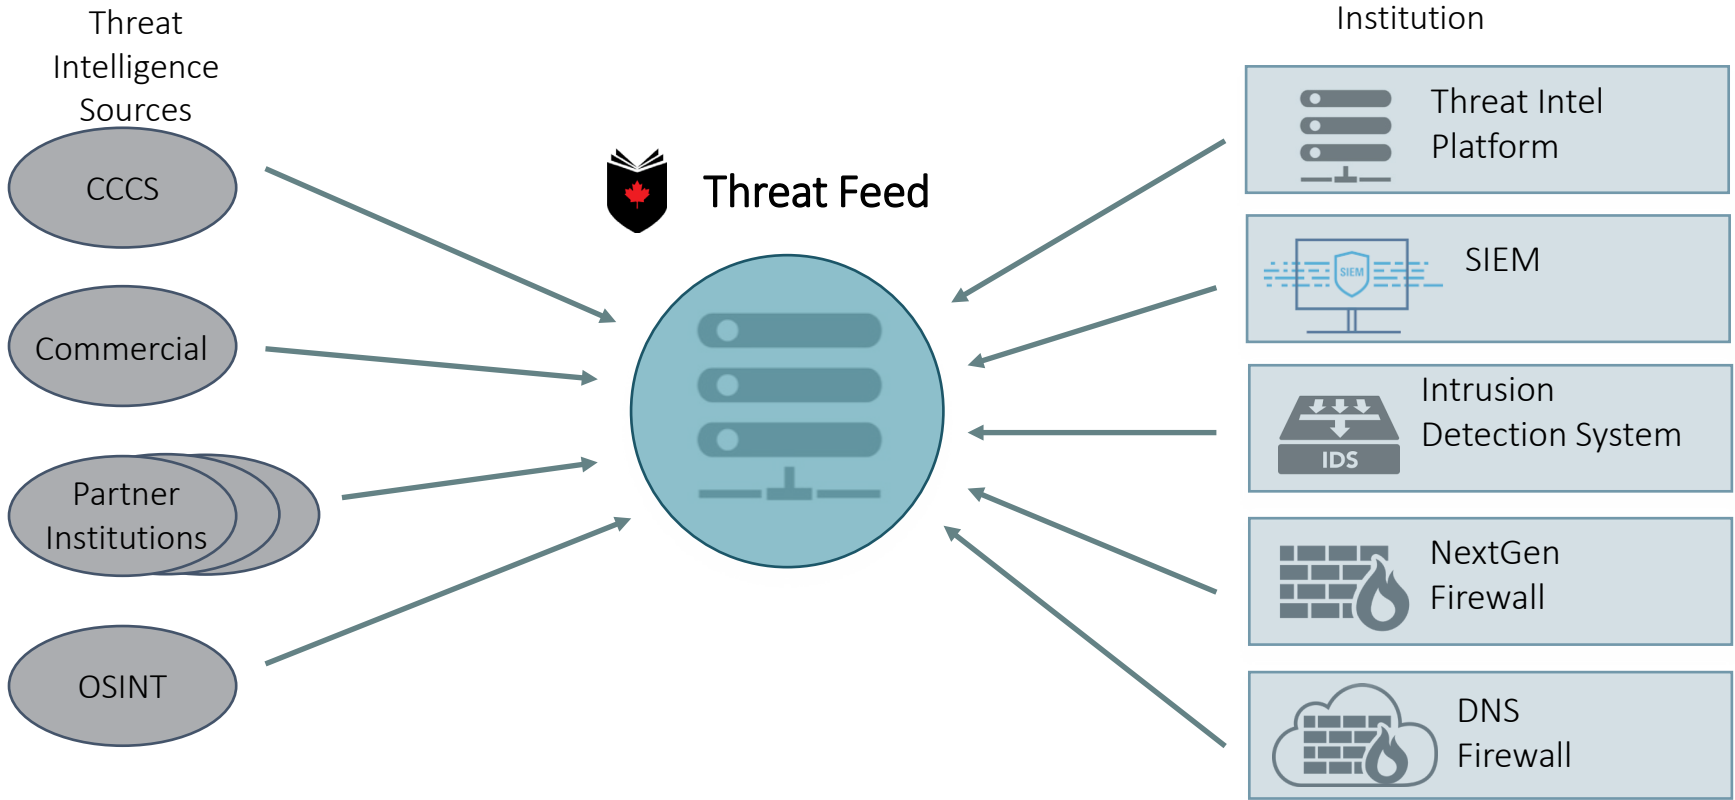 Threat
Intelligence
Sources
CCCS
Commercial
Partner
Institutions
OSINT
Threat Feed
Institution
Threat Intel
Platform
SIEM
SIEM
Intrusion
Detection System
IDS
NextGen
Firewall
DNS
Firewall